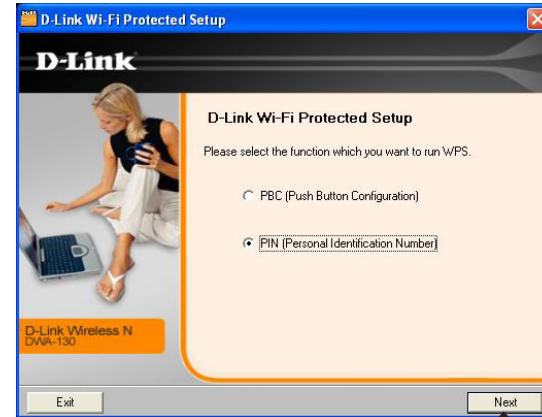 D-Link Wi-Fi Protected Setup
D-Link
D-Link Wi-Fi Protected Setup
Please select the function which you want to run WPS.
PBC (Push Button Configuration)
PIN (Personal Identification Number)
D-Link Wireless N
DWA-130
Exit
Next